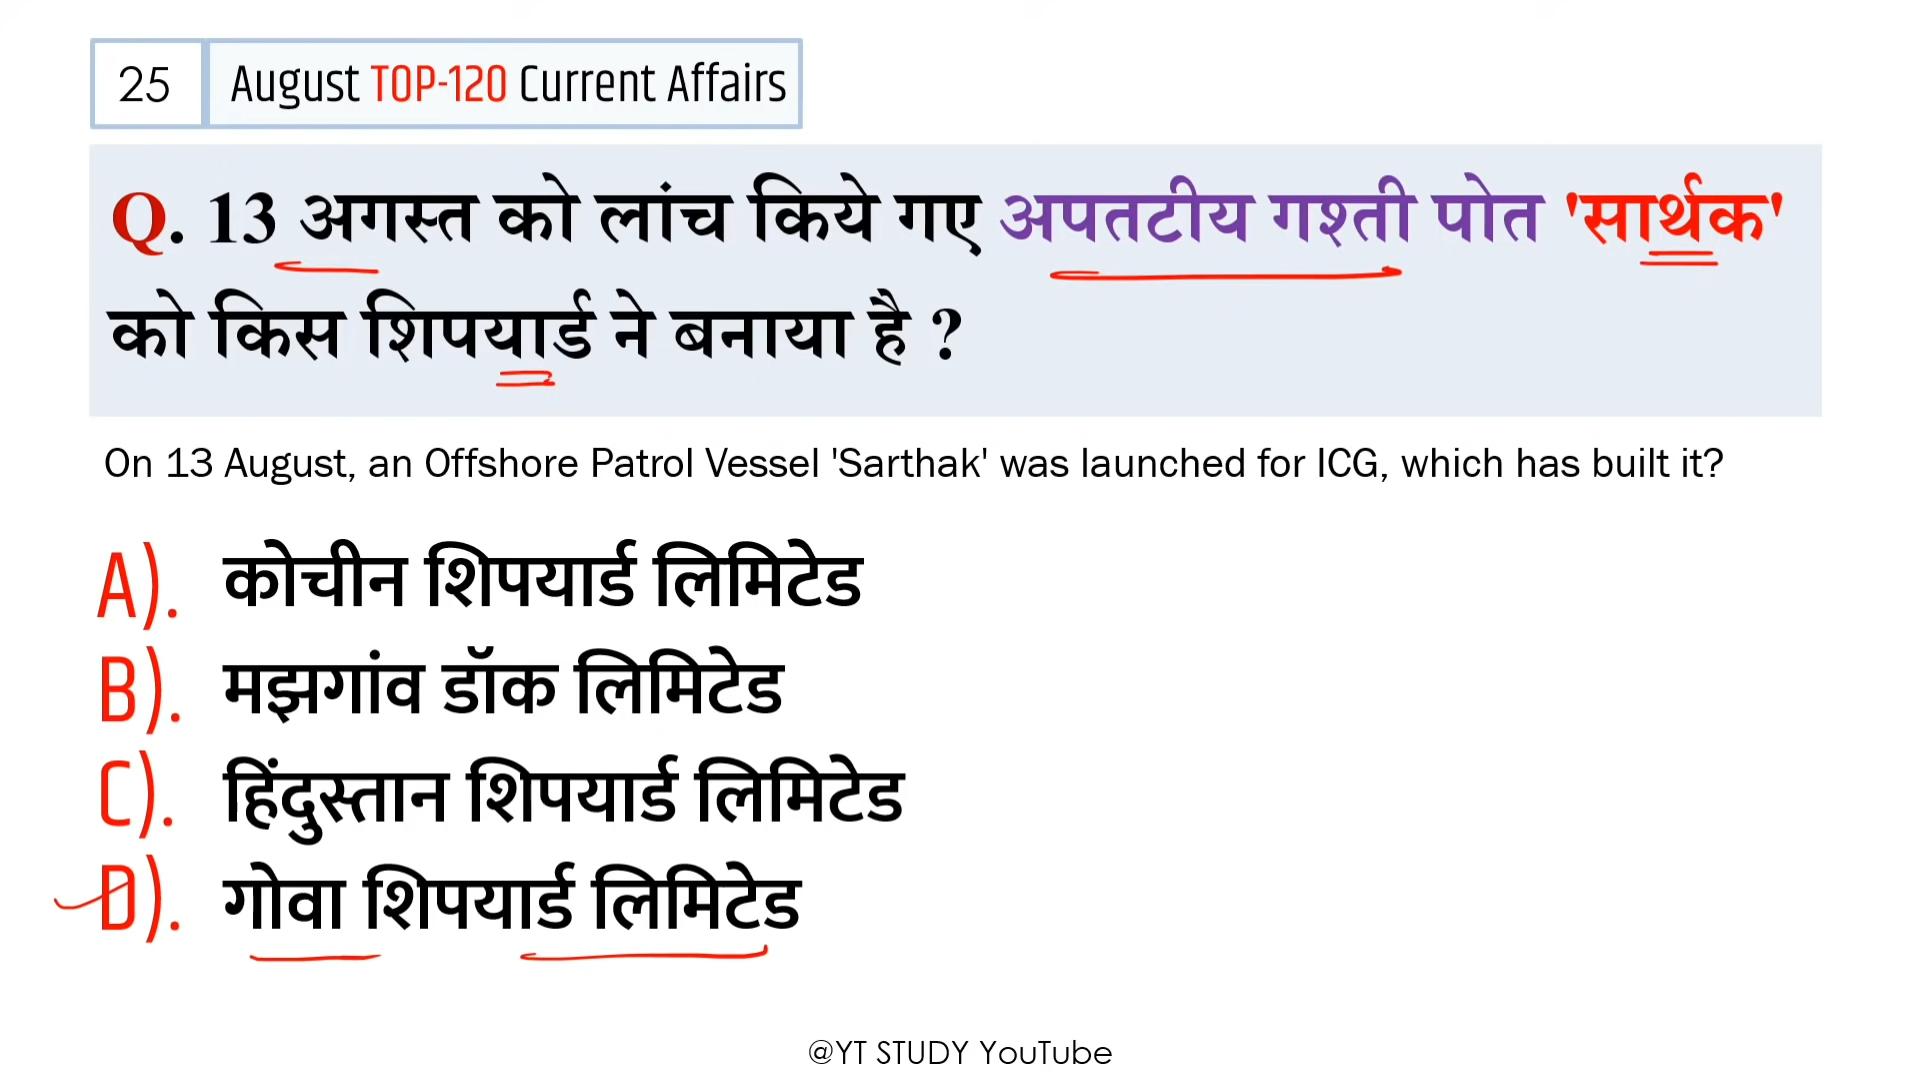 25 August TOP-120 Current Affairs
Q. 13 अगस्त को लांच किये गए अपतटीय गश्ती पोत 'सार्थक'
को किस शिपयार्ड ने बनाया है ?
On 13 August, an Offshore Patrol Vessel 'Sarthak' was launched for ICG, which has built it?
A). कोचीन शिपयार्ड लिमिटेड
B). मझगांव डॉक लिमिटेड
C). हिंदुस्तान शिपयार्ड लिमिटेड
D). गोवा शिपयार्ड लिमिटेड
@YT STUDY YouTube